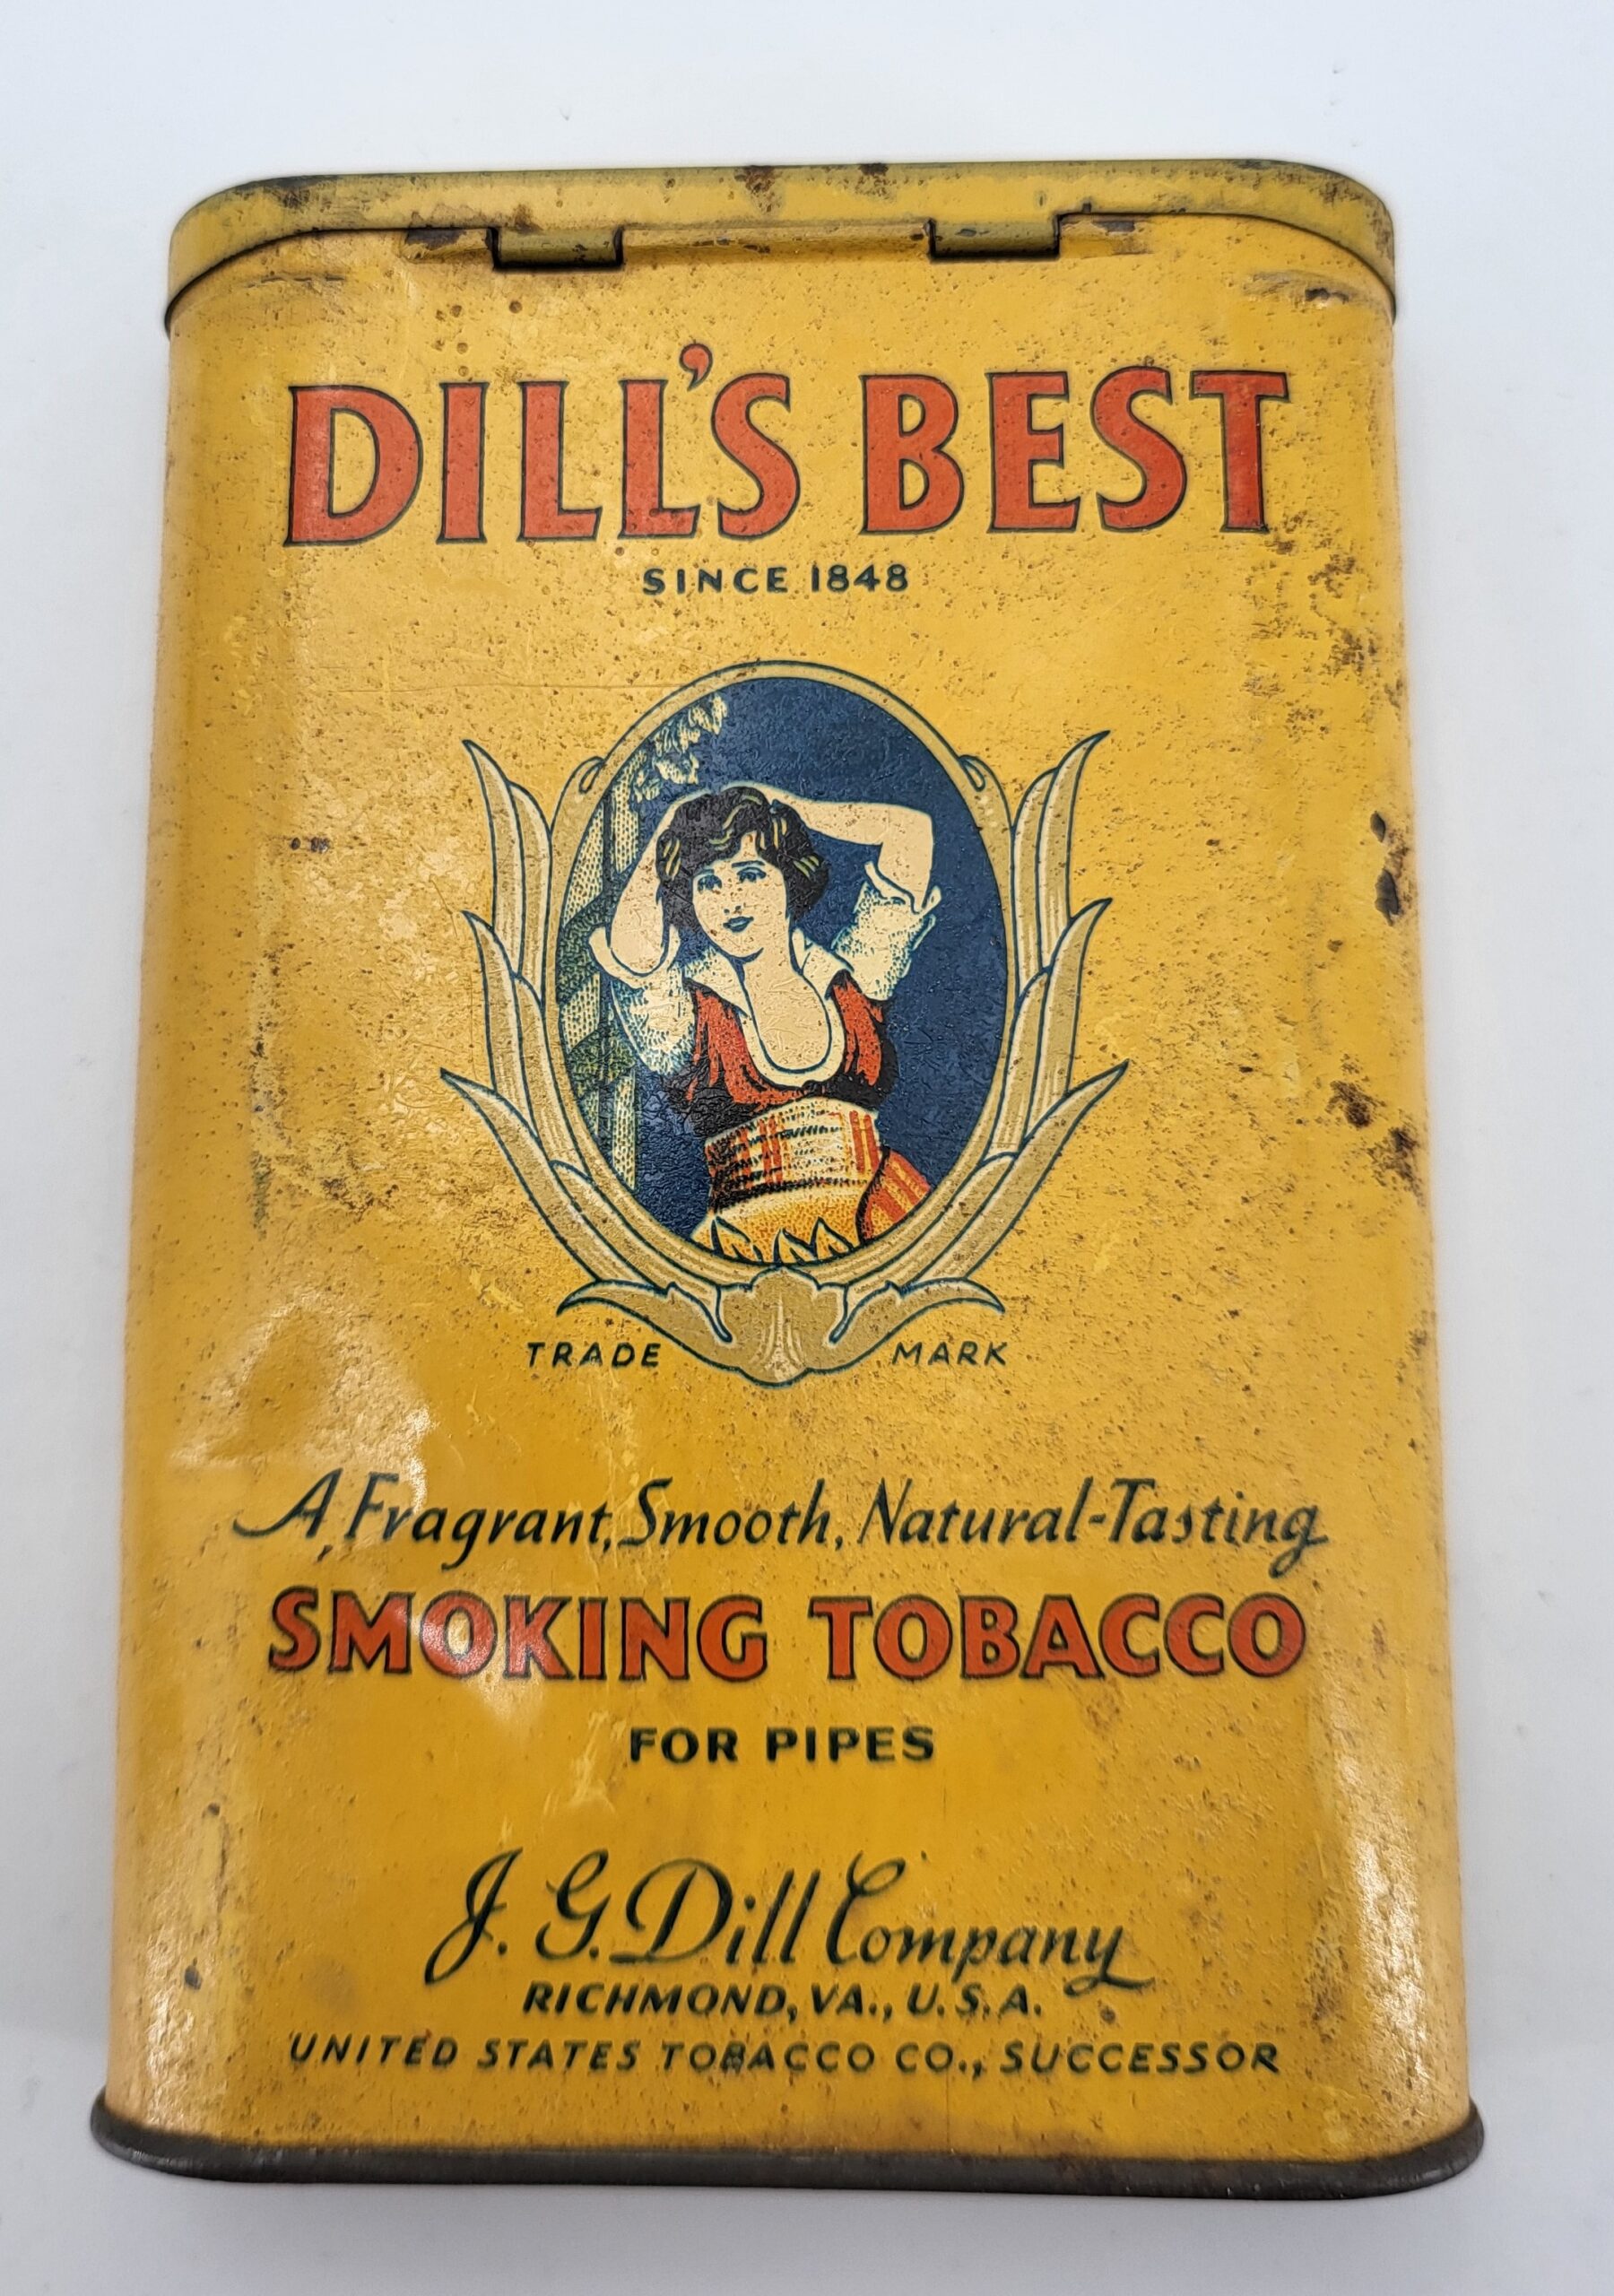 DILL'S BEST
SINCE 1848
TRADE MARK
A Fragrant, Smooth, Natural-Tasting
SMOKING TOBACCO
FOR PIPES
J. G. Dill Company
RICHMOND, VA., U.S.A.
UNITED STATES TOBACCO CO., SUCCESSOR